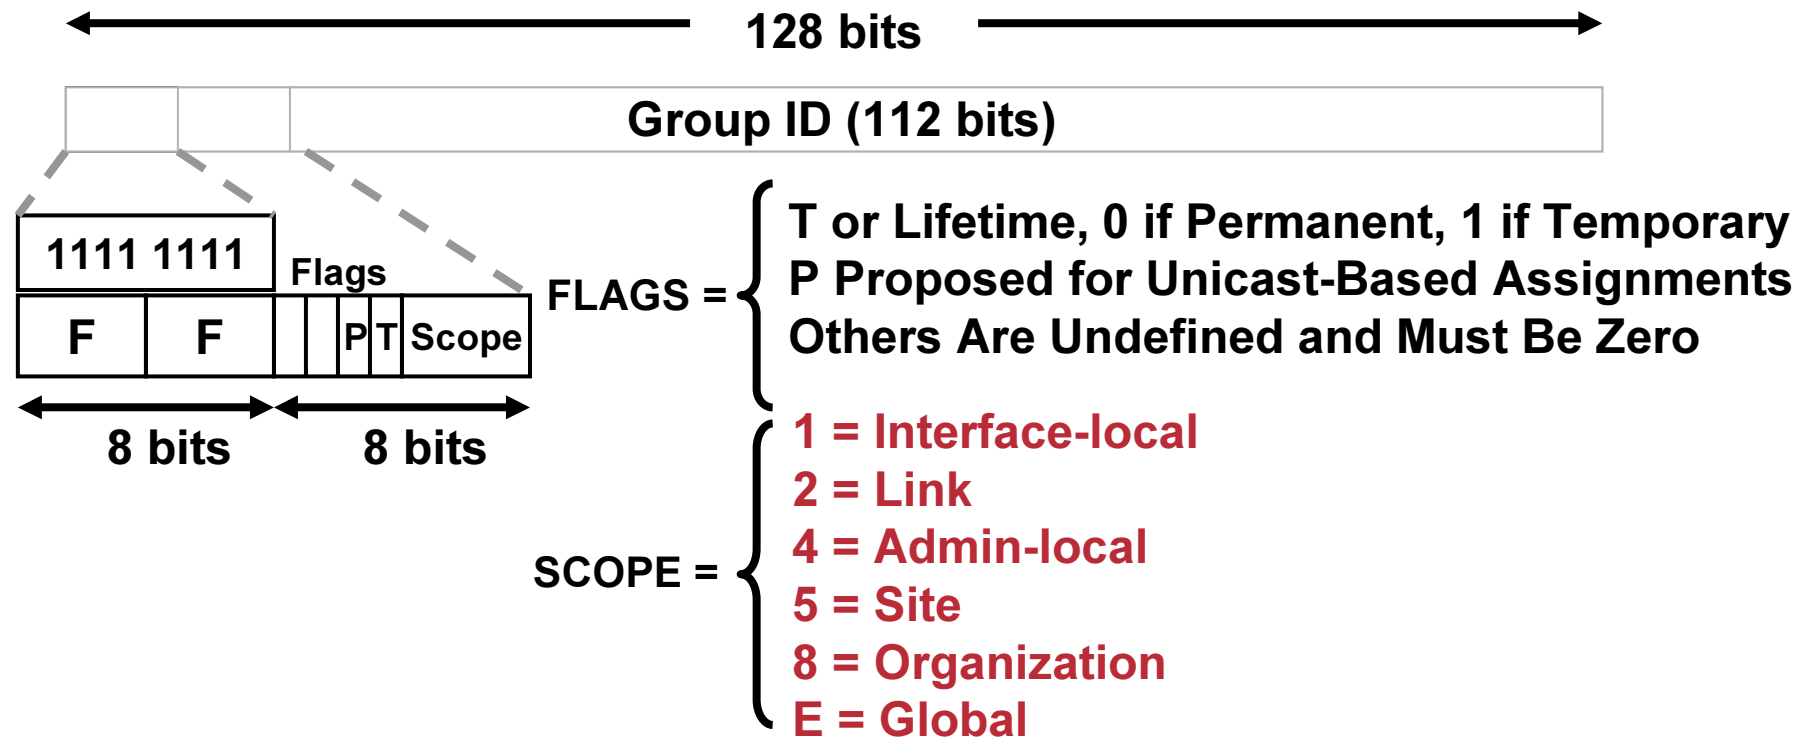 128 bits
Group ID (112 bits)
1111 1111
Flags
F F P T Scope
8 bits 8 bits
FLAGS =
T or Lifetime, 0 if Permanent, 1 if Temporary
P Proposed for Unicast-Based Assignments
Others Are Undefined and Must Be Zero
SCOPE =
1 = Interface-local
2 = Link
4 = Admin-local
5 = Site
8 = Organization
E = Global